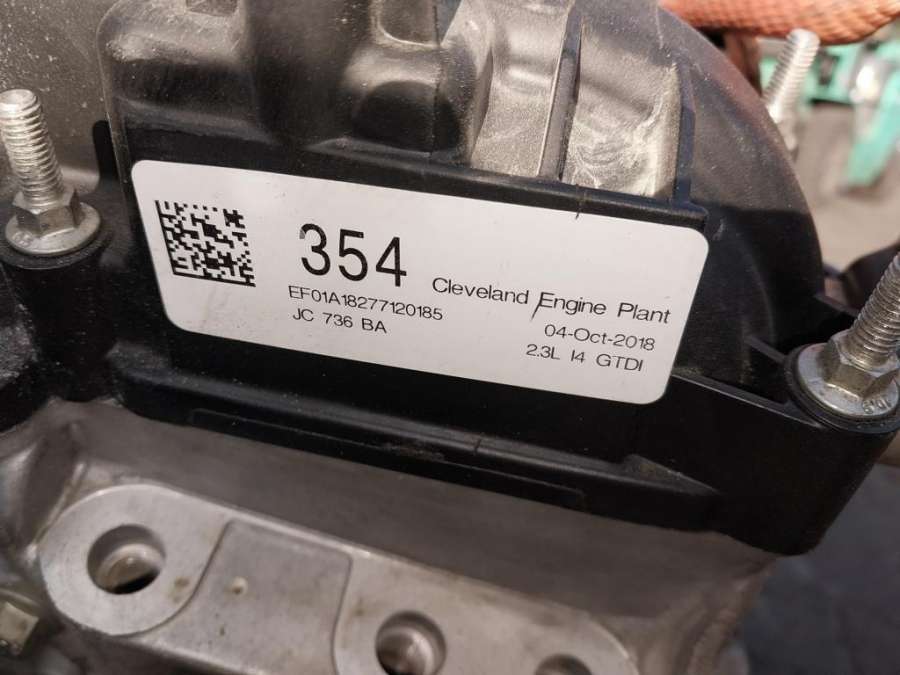 354
Cleveland Engine Plant
EF01A18277120185
04-Oct-2018
JC 736 BA
2.3L I4 GTDI